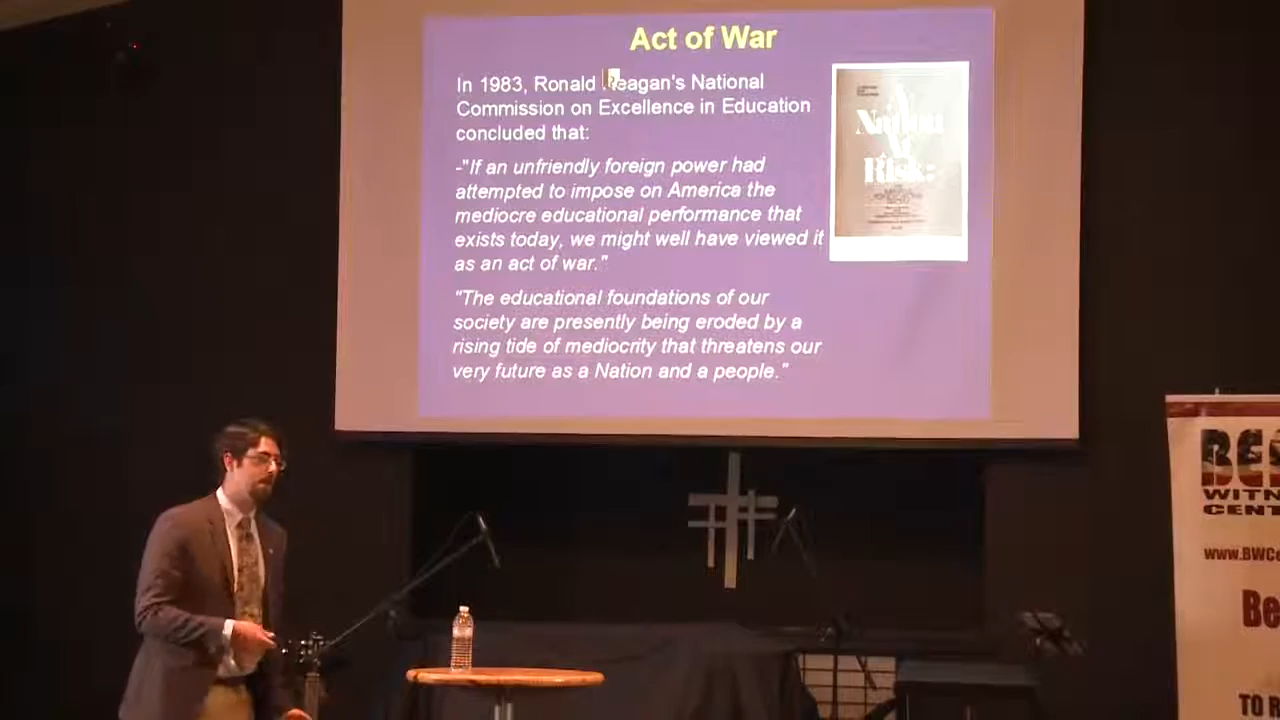 Act of War
In 1983, Ronald Reagan's National
Commission on Excellence in Education
concluded that:
-"If an unfriendly foreign power had
attempted to impose on America the
mediocre educational performance that
exists today, we might well have viewed it
as an act of war."
"The educational foundations of our
society are presently being eroded by a
rising tide of mediocrity that threatens our
very future as a Nation and a people."
A
Nation
At
Risk:
WITN
CENT
www.BWCe
Be
TO R